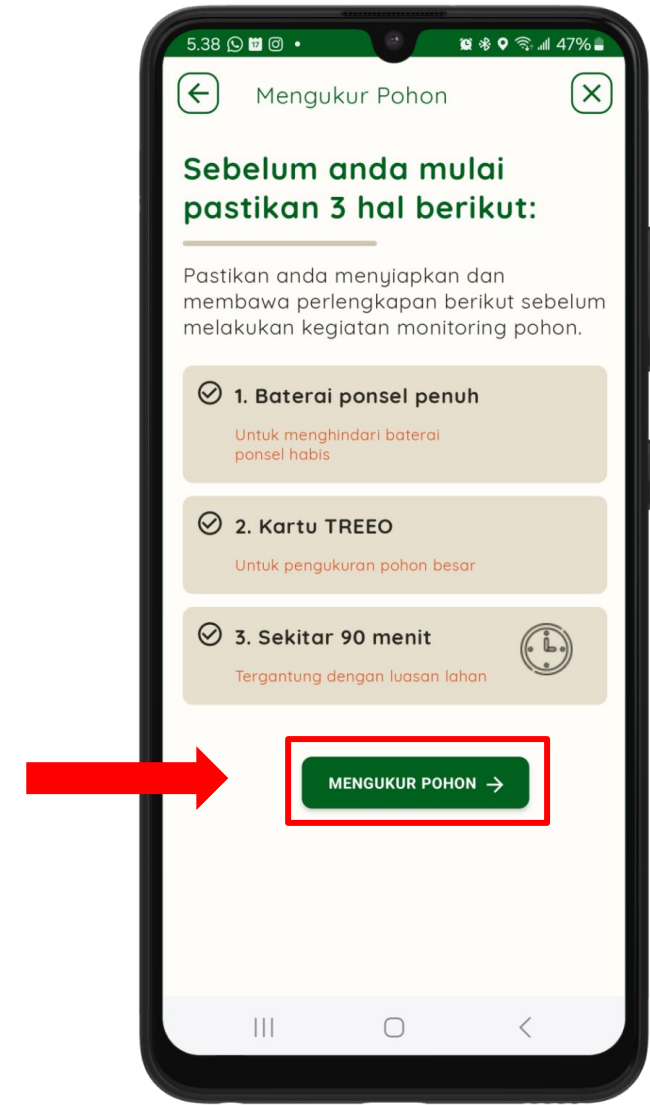 5.38 47%
Mengukur Pohon
Sebelum anda mulai
pastikan 3 hal berikut:
Pastikan anda menyiapkan dan
membawa perlengkapan berikut sebelum
melakukan kegiatan monitoring pohon.
1. Baterai ponsel penuh
Untuk menghindari baterai
ponsel habis
2. Kartu TREEO
Untuk pengukuran pohon besar
3. Sekitar 90 menit
Tergantung dengan luasan lahan
MENGUKUR POHON →